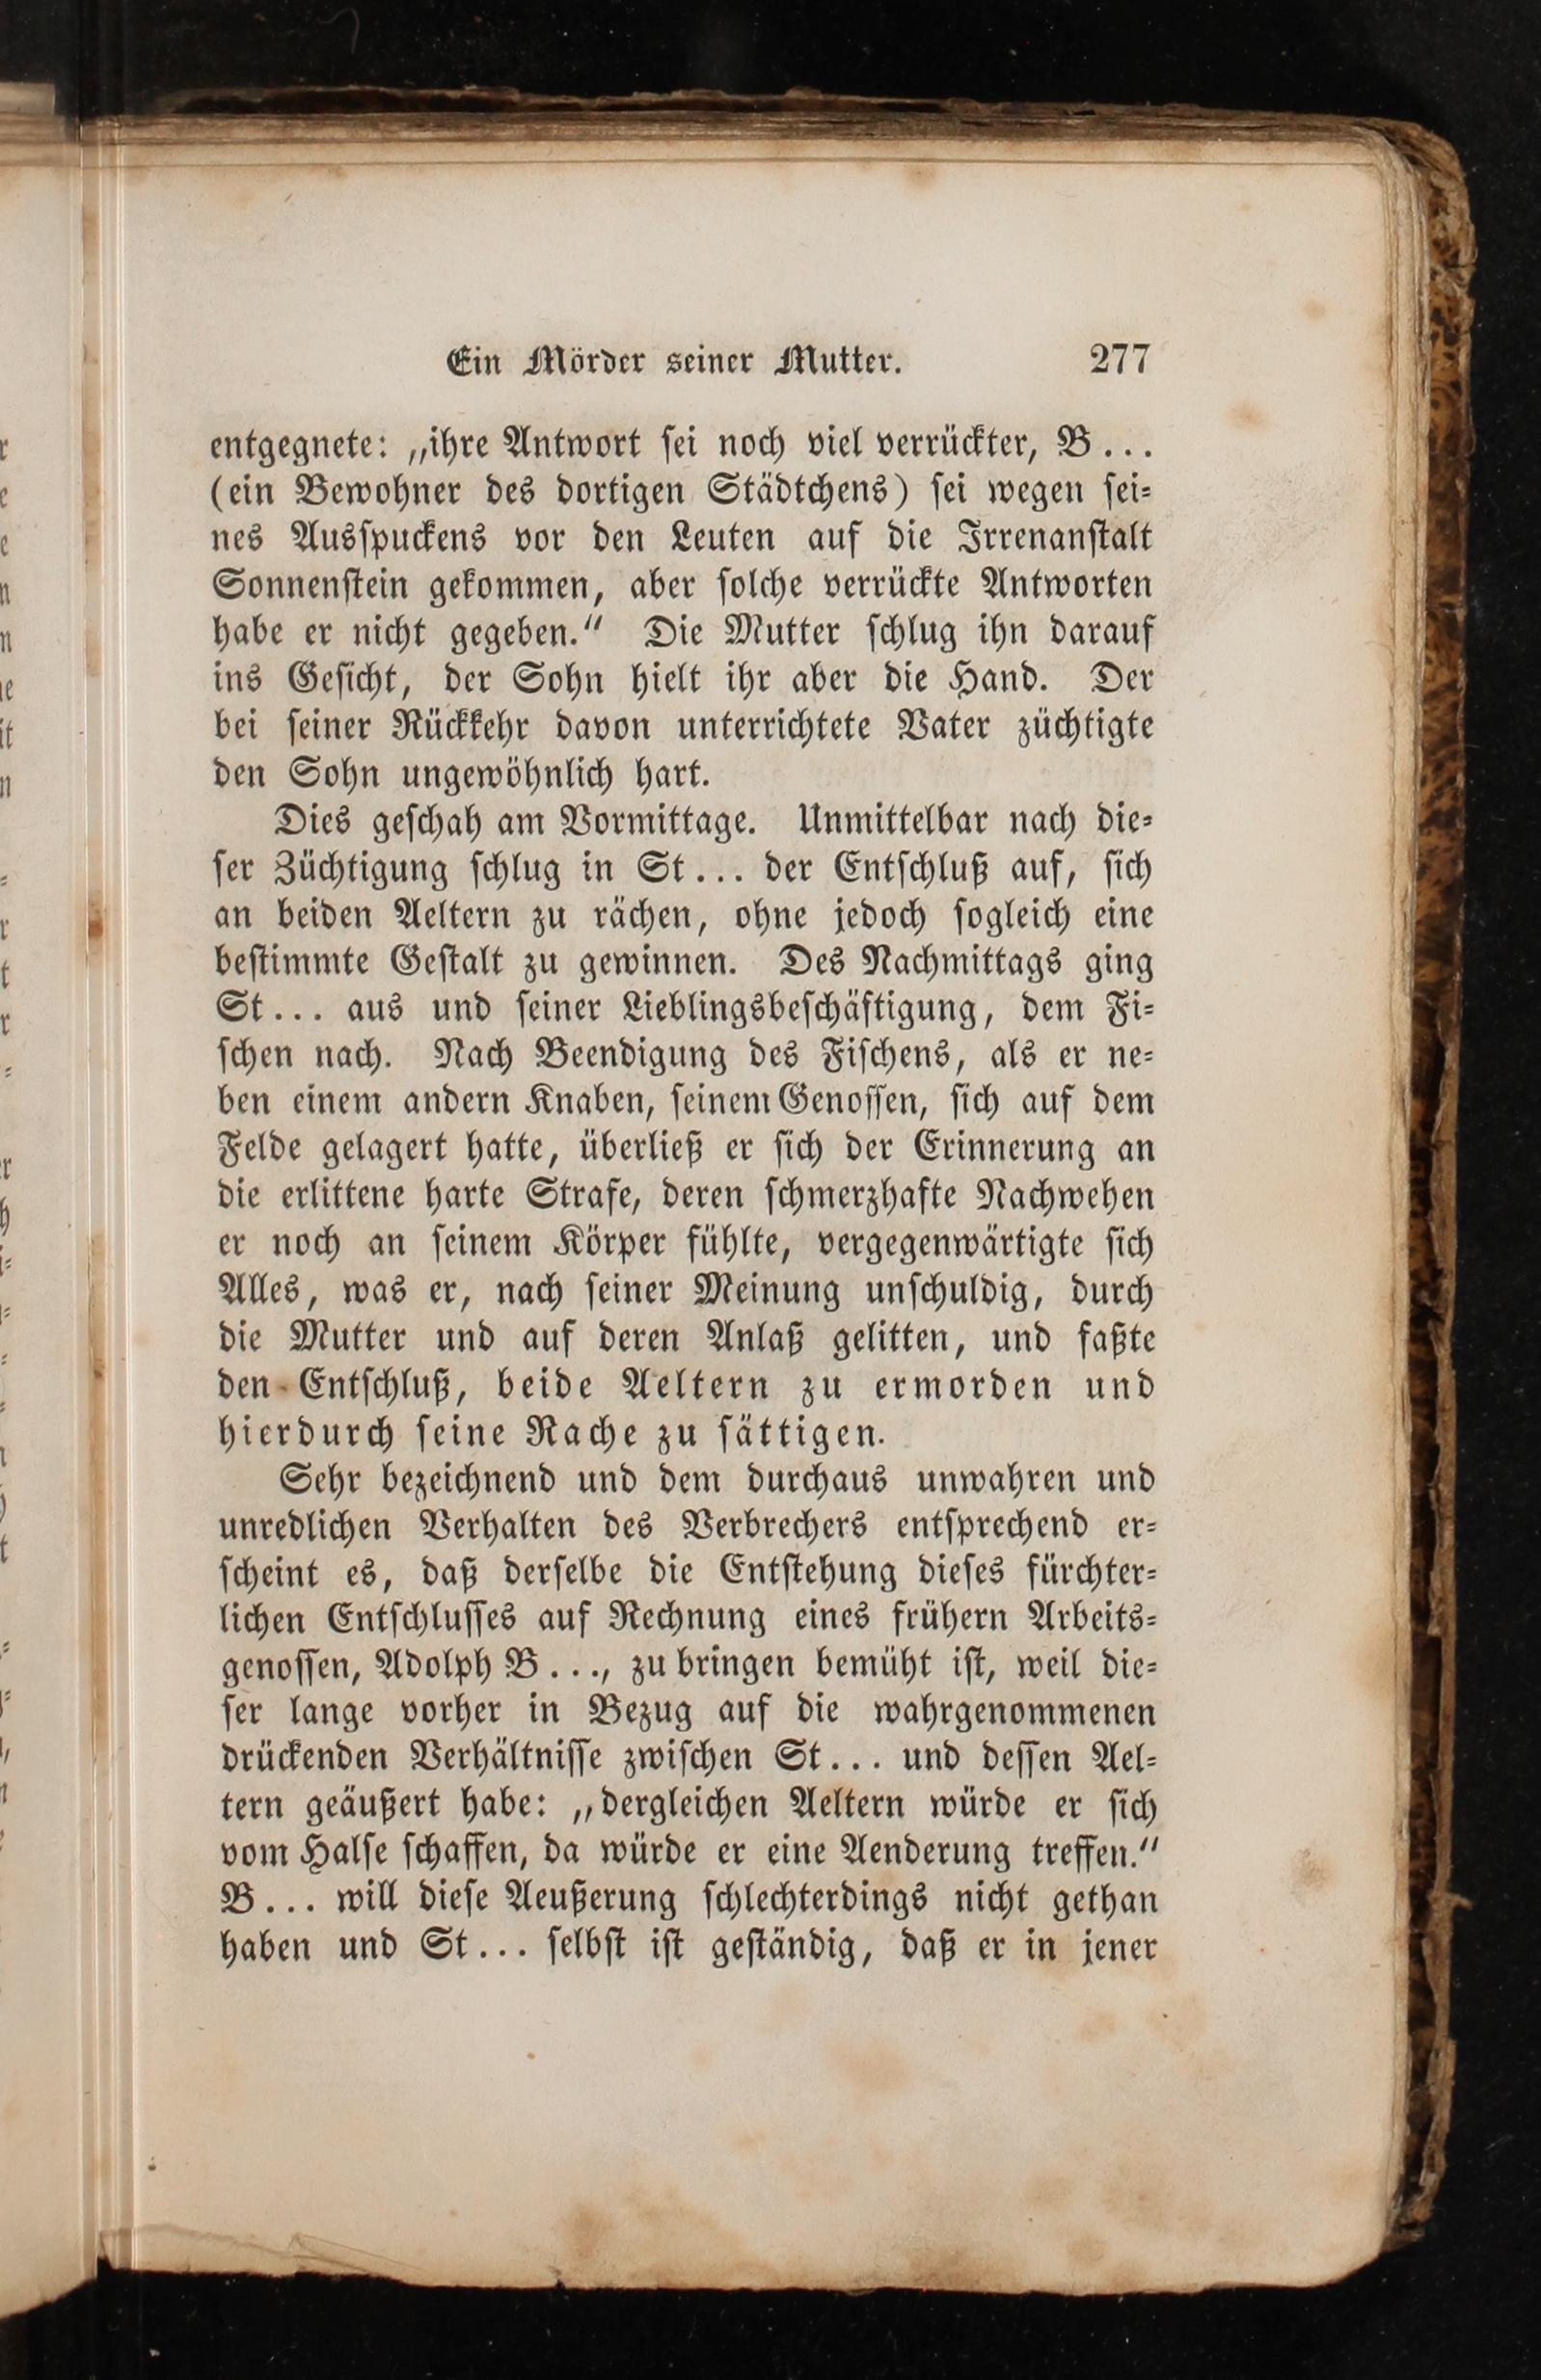 Ein Mörder seiner Mutter. 277
entgegnete: „ihre Antwort ſei noch viel verrückter, B...
(ein Bewohner des dortigen Städtchens) ſei wegen ſei⸗
nes Ausſpuckens vor den Leuten auf die Irrenanſtalt
Sonnenſtein gekommen, aber ſolche verrückte Antworten
habe er nicht gegeben.“ Die Mutter ſchlug ihn darauf
ins Geſicht, der Sohn hielt ihr aber die Hand. Der
bei ſeiner Rückkehr davon unterrichtete Vater züchtigte
den Sohn ungewöhnlich hart.
Dies geſchah am Vormittage. Unmittelbar nach die⸗
ſer Züchtigung ſchlug in St... der Entſchluß auf, ſich
an beiden Aeltern zu rächen, ohne jedoch ſogleich eine
beſtimmte Geſtalt zu gewinnen. Des Nachmittags ging
St... aus und ſeiner Lieblingsbeſchäftigung, dem Fi⸗
ſchen nach. Nach Beendigung des Fiſchens, als er ne⸗
ben einem andern Knaben, ſeinem Genoſſen, ſich auf dem
Felde gelagert hatte, überließ er ſich der Erinnerung an
die erlittene harte Strafe, deren ſchmerzhafte Nachwehen
er noch an ſeinem Körper fühlte, vergegenwärtigte ſich
Alles, was er, nach ſeiner Meinung unſchuldig, durch
die Mutter und auf deren Anlaß gelitten, und faßte
den Entſchluß, beide Aeltern zu ermorden und
hierdurch ſeine Rache zu ſättigen.
Sehr bezeichnend und dem durchaus unwahren und
unredlichen Verhalten des Verbrechers entſprechend er⸗
ſcheint es, daß derſelbe die Entſtehung dieſes fürchter⸗
lichen Entſchluſſes auf Rechnung eines frühern Arbeits⸗
genoſſen, Adolph B..., zu bringen bemüht iſt, weil die⸗
ſer lange vorher in Bezug auf die wahrgenommenen
drückenden Verhältniſſe zwiſchen St... und deſſen Ael⸗
tern geäußert habe: „dergleichen Aeltern würde er ſich
vom Halſe ſchaffen, da würde er eine Aenderung treffen.“
B... will dieſe Aeußerung ſchlechterdings nicht gethan
haben und St... ſelbſt iſt geſtändig, daß er in jener